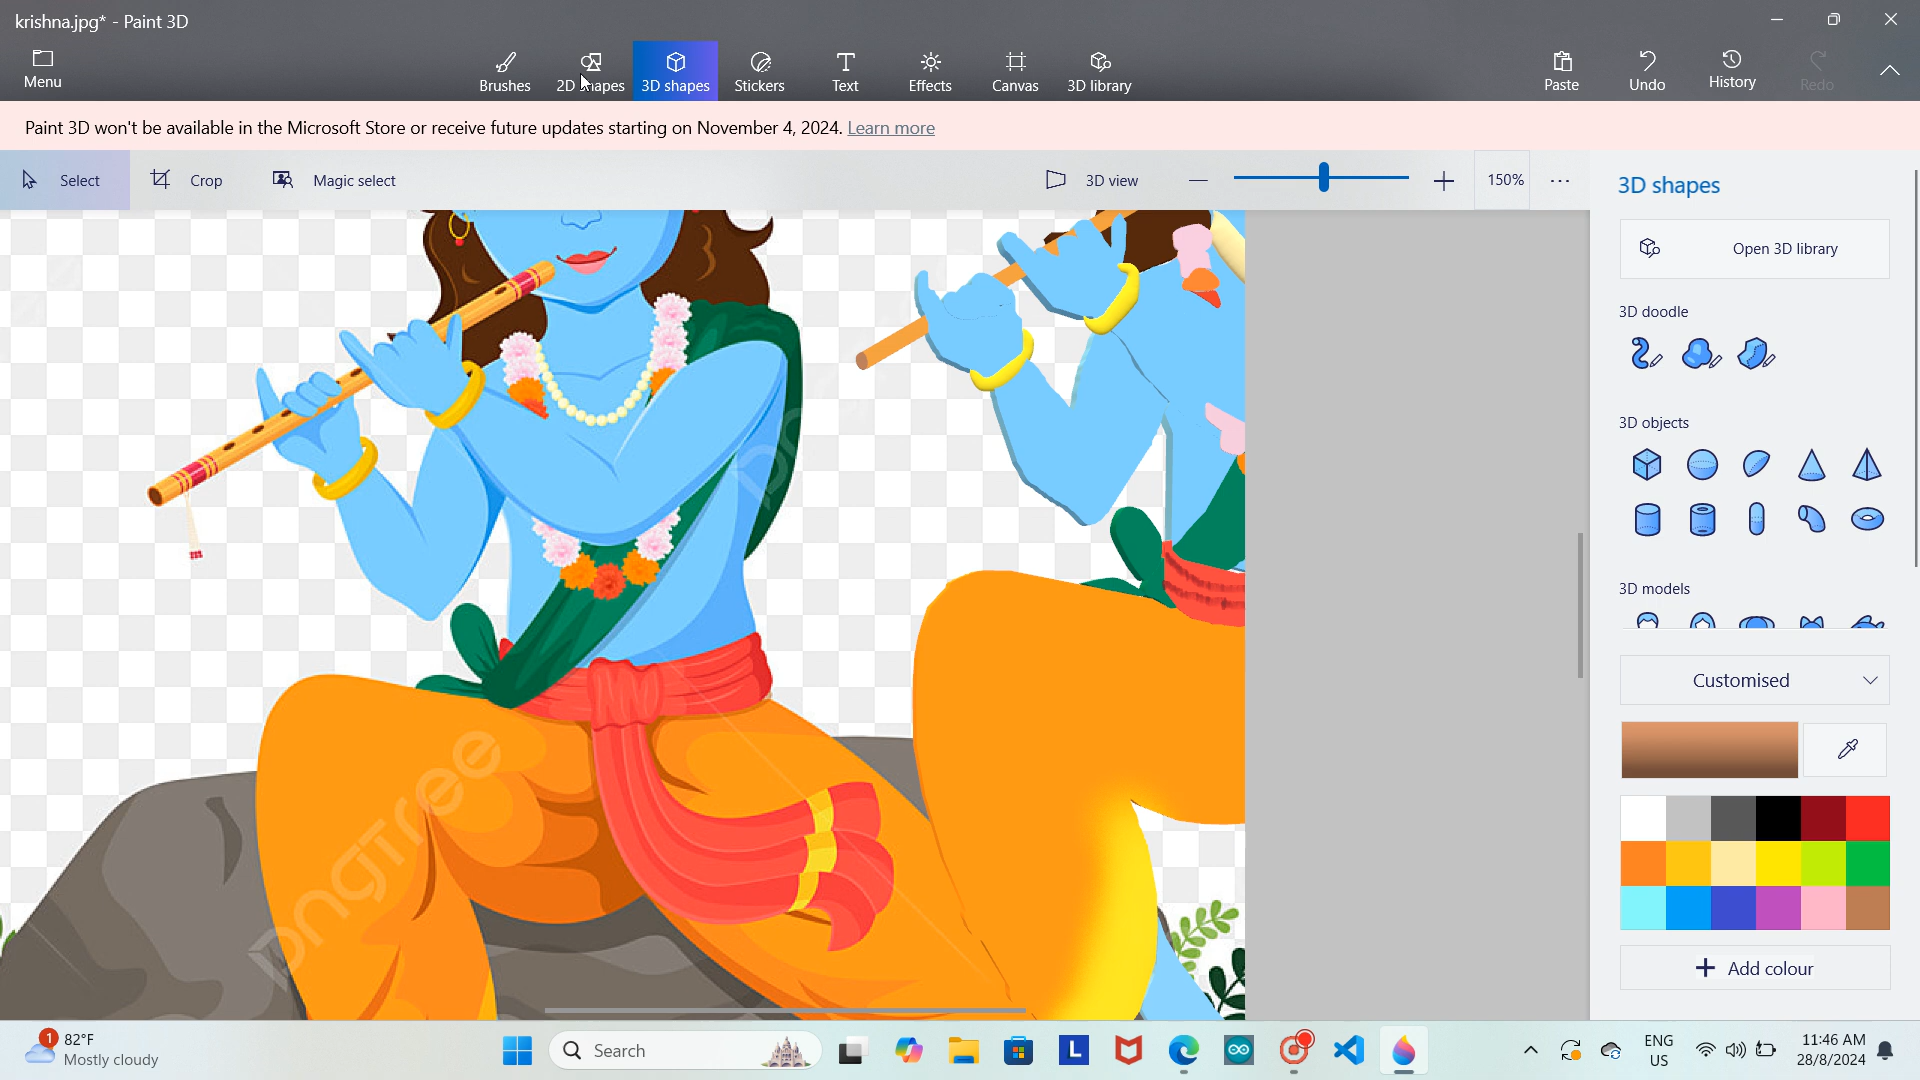 krishna.jpg* - Paint 3D
Menu
Brushes
2D shapes
3D shapes
Stickers
Text
Effects
Canvas
3D library
Paste
Undo
History
Redo
Paint 3D won't be available in the Microsoft Store or receive future updates starting on November 4, 2024. Learn more
Select
Crop
Magic select
3D view
150%
3D shapes
Open 3D library
3D doodle
3D objects
3D models
Customised
Add colour
pngtree
1
82°F
Mostly cloudy
Search
L
ENG
US
11:46 AM
28/8/2024